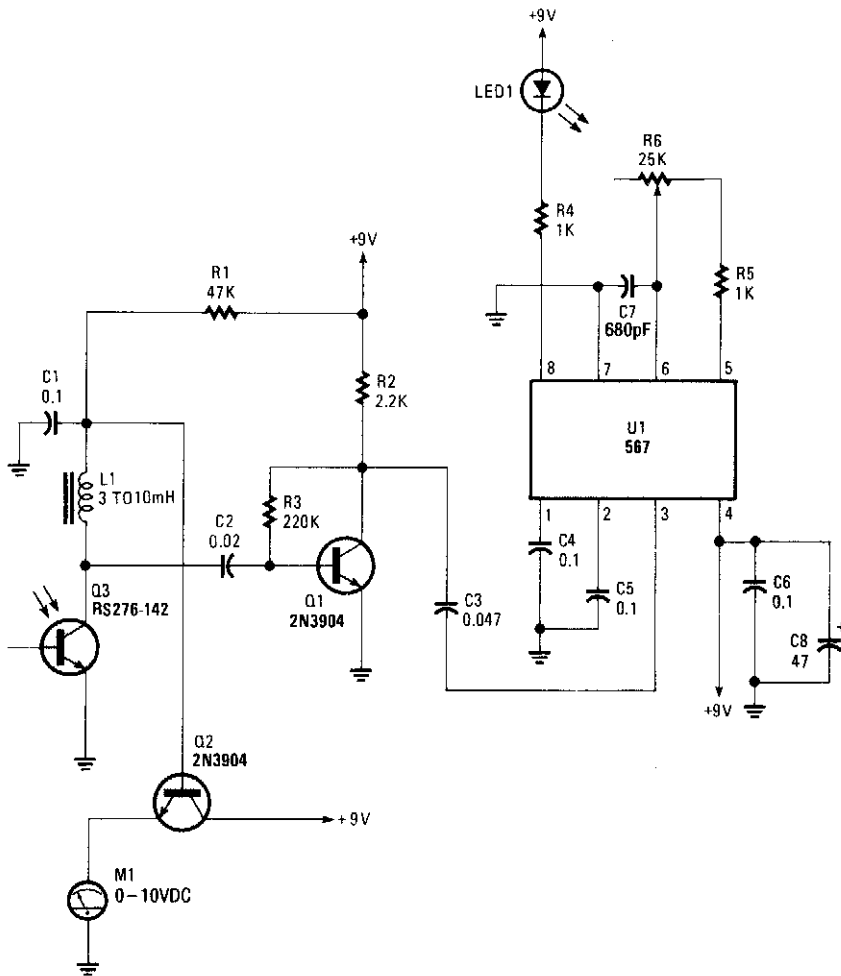 +9V
LED1
R6
25K
R4
1K
+9V
R1
47K
R5
1K
C7
680pF
C1
0.1
R2
2.2K
8
7
6
5
U1
567
L1
3 TO 10mH
R3
220K
C2
0.02
1
2
3
4
C4
0.1
Q3
RS276-142
Q1
2N3904
C3
0.047
C5
0.1
C6
0.1
C8
47
+9V
Q2
2N3904
+9V
M1
0–10VDC